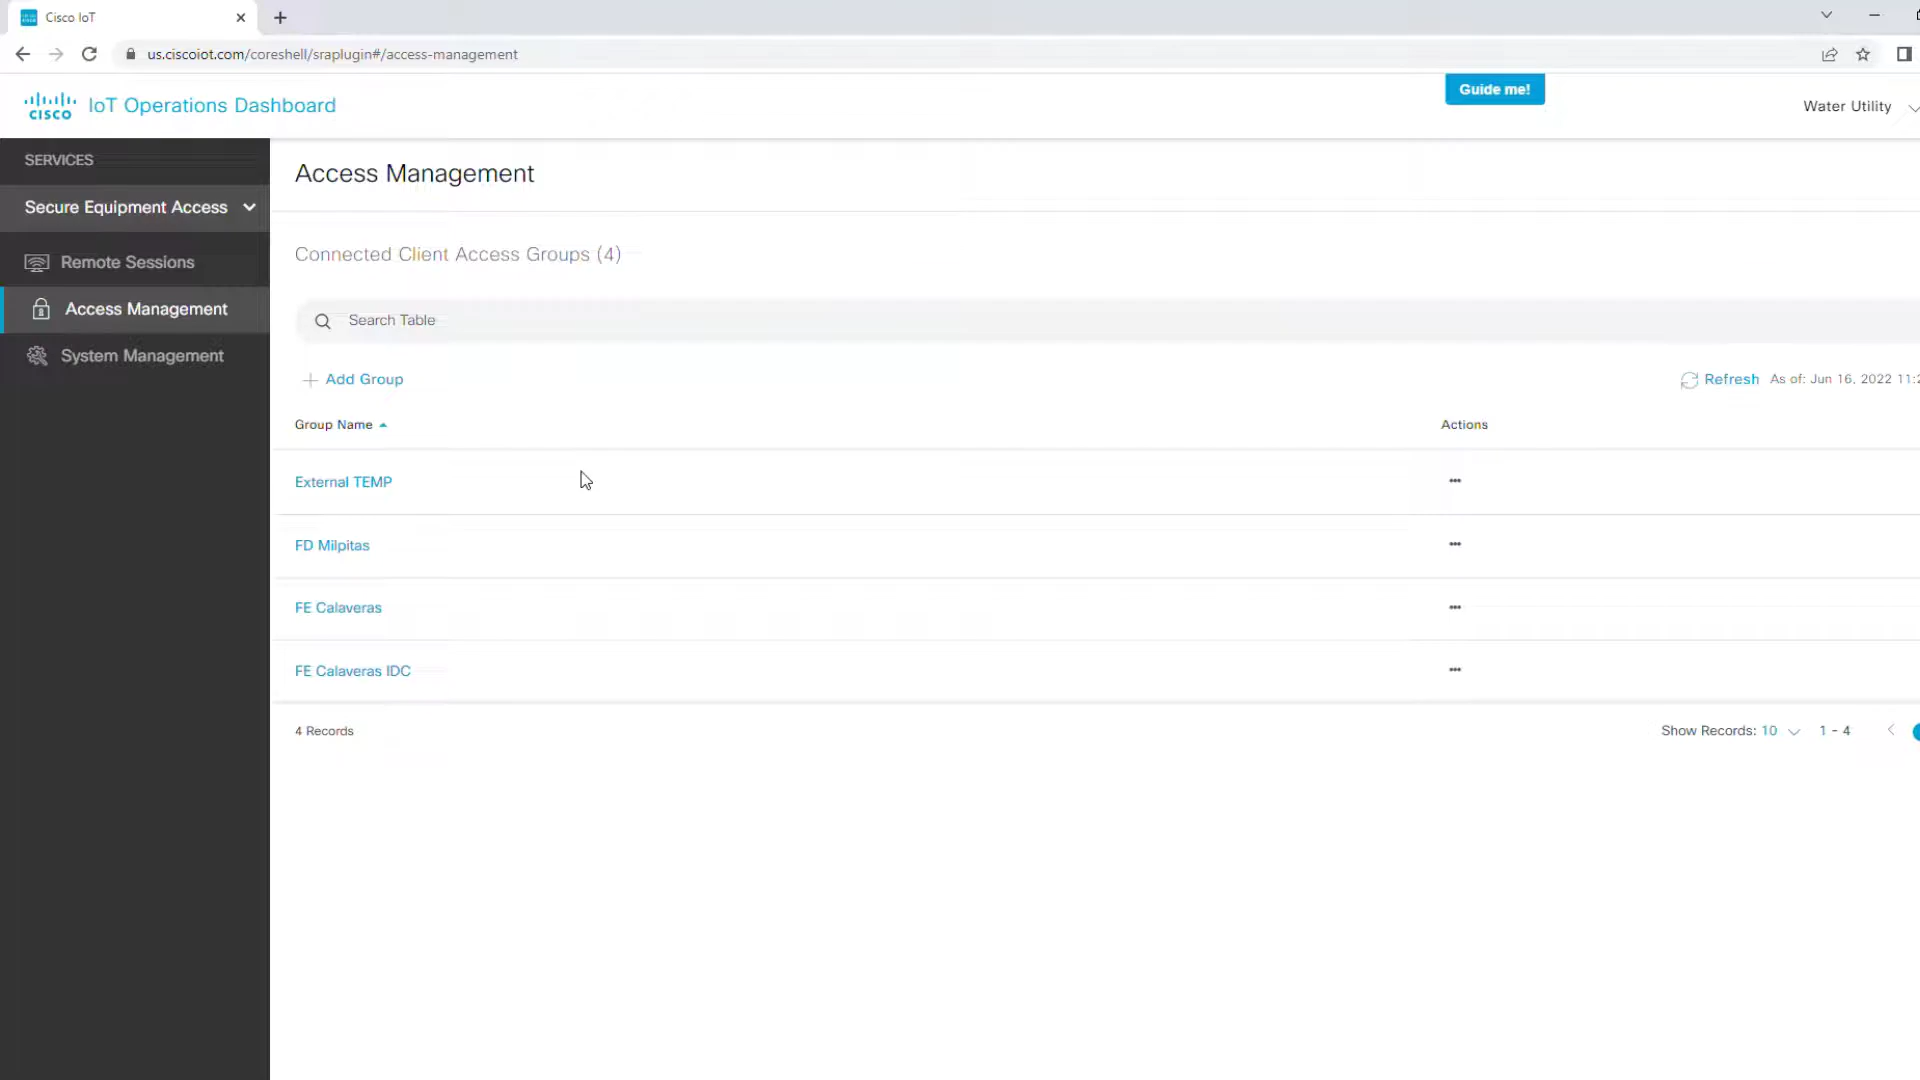 Cisco IoT
us.ciscoiot.com/coreshell/sraplugin#/access-management
CISCO IoT Operations Dashboard
Guide me!
Water Utility
SERVICES
Secure Equipment Access
Remote Sessions
Access Management
System Management
Access Management
Connected Client Access Groups (4)
Search Table
Add Group
Refresh As of: Jun 16, 2022
Group Name Actions
External TEMP
FD Milpitas
FE Calaveras
FE Calaveras IDC
4 Records
Show Records: 10 1 - 4